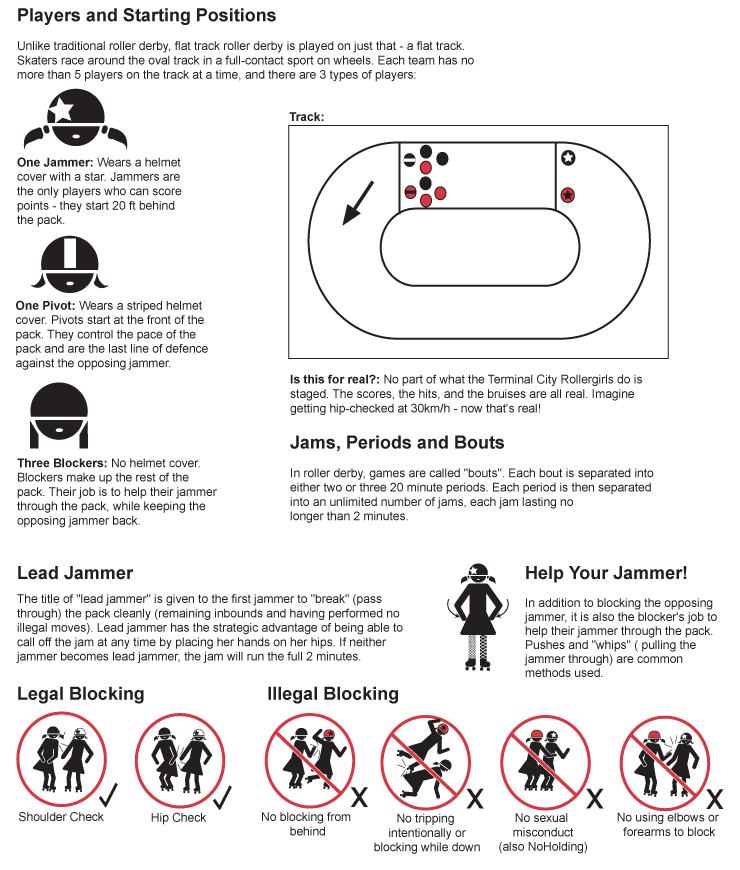 Players and Starting Positions
Unlike traditional roller derby, flat track roller derby is played on just that - a flat track.
Skaters race around the oval track in a full-contact sport on wheels. Each team has no
more than 5 players on the track at a time, and there are 3 types of players:
One Jammer: Wears a helmet
cover with a star. Jammers are
the only players who can score
points - they start 20 ft behind
the pack.
One Pivot: Wears a striped helmet
cover. Pivots start at the front of the
pack. They control the pace of the
pack and are the last line of defence
against the opposing jammer.
Three Blockers: No helmet cover.
Blockers make up the rest of the
pack. Their job is to help their jammer
through the pack, while keeping the
opposing jammer back.
Track:
Is this for real?: No part of what the Terminal City Rollergirls do is
staged. The scores, the hits, and the bruises are all real. Imagine
getting hip-checked at 30km/h - now that's real!
Jams, Periods and Bouts
In roller derby, games are called "bouts". Each bout is separated into
either two or three 20 minute periods. Each period is then separated
into an unlimited number of jams, each jam lasting no
longer than 2 minutes.
Lead Jammer
The title of "lead jammer" is given to the first jammer to "break" (pass
through) the pack cleanly (remaining inbounds and having performed no
illegal moves). Lead jammer has the strategic advantage of being able to
call off the jam at any time by placing her hands on her hips. If neither
jammer becomes lead jammer, the jam will run the full 2 minutes.
Help Your Jammer!
In addition to blocking the opposing
jammer, it is also the blocker's job to
help their jammer through the pack.
Pushes and "whips" ( pulling the
jammer through) are common
methods used.
Legal Blocking
Shoulder Check
Hip Check
Illegal Blocking
X
No blocking from
behind
X
No tripping
intentionally or
blocking while down
X
No sexual
misconduct
(also NoHolding)
X
No using elbows or
forearms to block